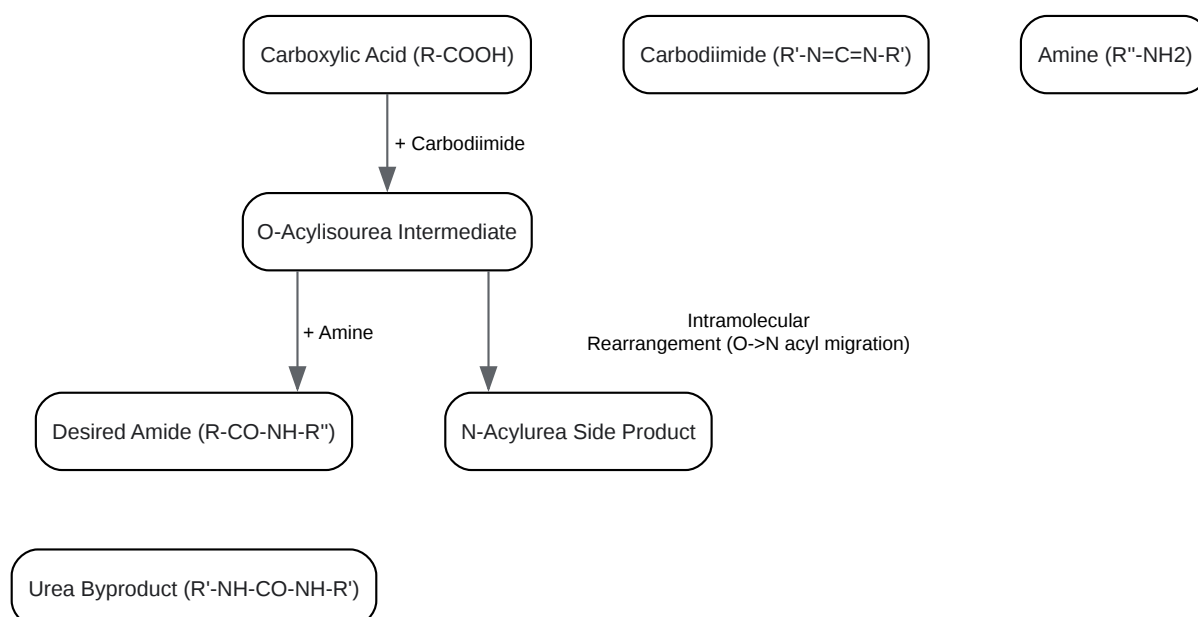 Carboxylic Acid (R-COOH)
Carbodiimide (R'-N=C=N-R')
Amine (R''-NH2)
+ Carbodiimide
O-Acylisourea Intermediate
+ Amine
Intramolecular
Rearrangement (O->N acyl migration)
Desired Amide (R-CO-NH-R'')
N-Acylurea Side Product
Urea Byproduct (R'-NH-CO-NH-R')